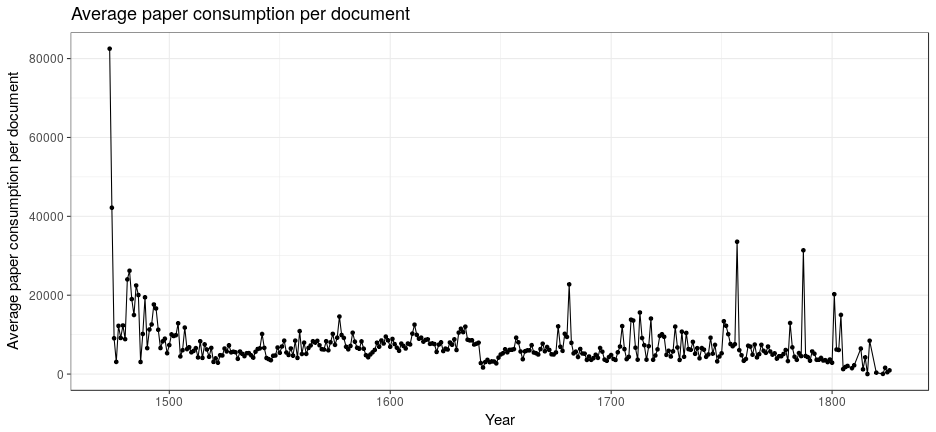 Average paper consumption per document
Average paper consumption per document
80000
60000
40000
20000
0
1500 1600 1700 1800
Year